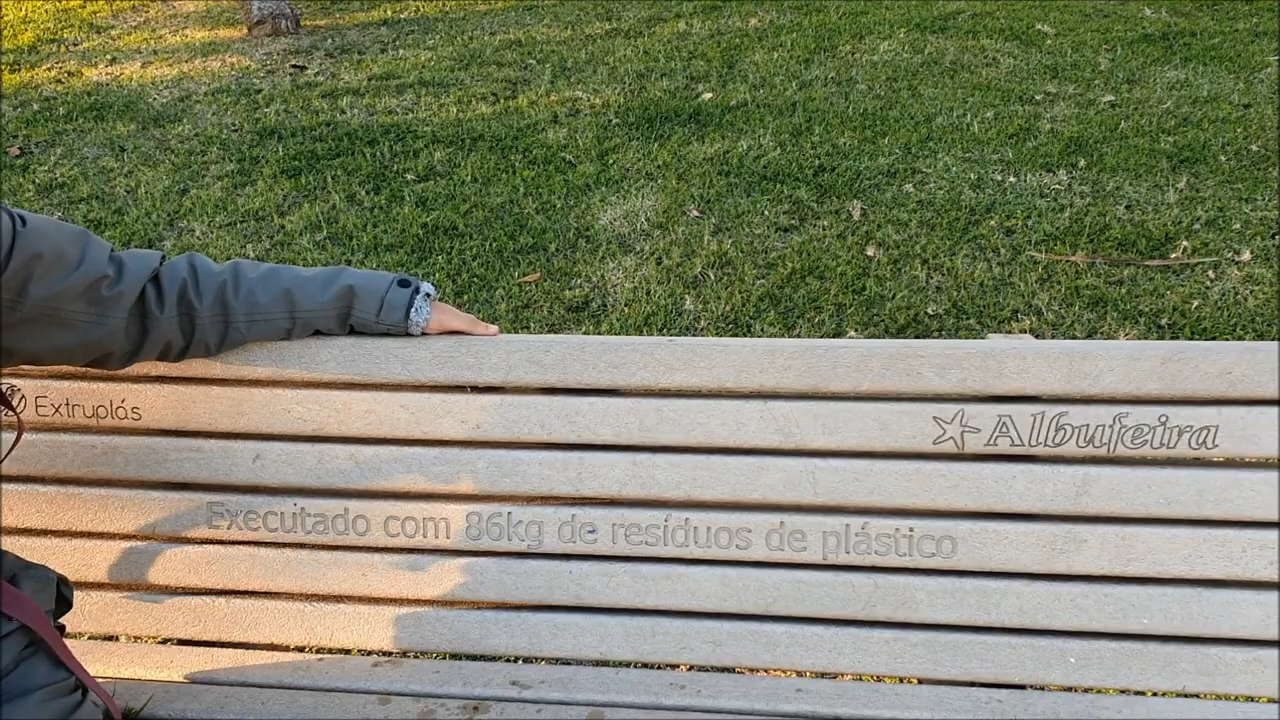 Extruplás
Albufeira
Executado com 86kg de resíduos de plástico